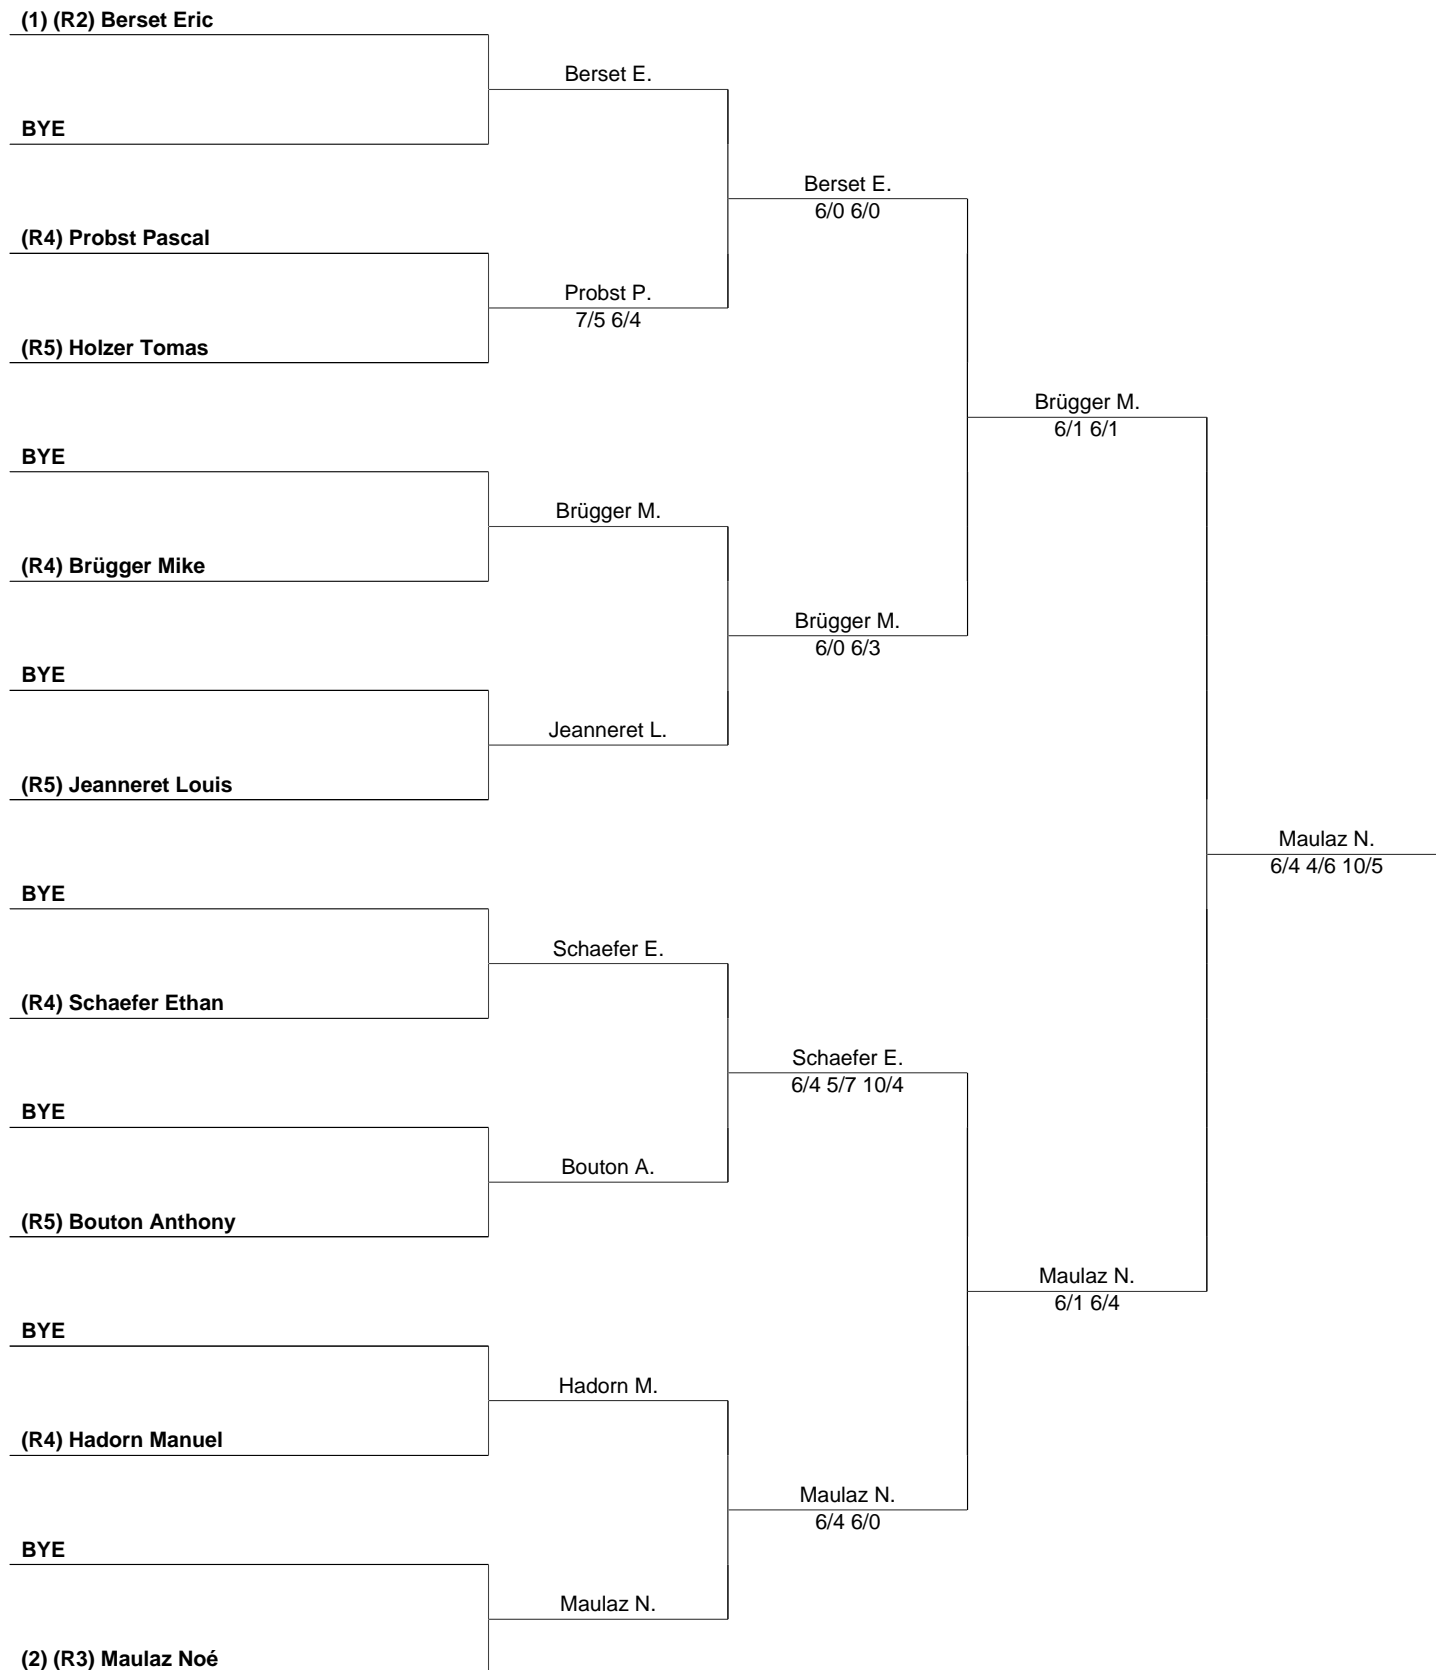 (1) (R2) Berset Eric
Berset E.
BYE
Berset E.
6/0 6/0
(R4) Probst Pascal
Probst P.
7/5 6/4
(R5) Holzer Tomas
Brügger M.
6/1 6/1
BYE
Brügger M.
(R4) Brügger Mike
Brügger M.
6/0 6/3
BYE
Jeanneret L.
(R5) Jeanneret Louis
Maulaz N.
6/4 4/6 10/5
BYE
Schaefer E.
(R4) Schaefer Ethan
Schaefer E.
6/4 5/7 10/4
BYE
Bouton A.
(R5) Bouton Anthony
Maulaz N.
6/1 6/4
BYE
Hadorn M.
(R4) Hadorn Manuel
Maulaz N.
6/4 6/0
BYE
Maulaz N.
(2) (R3) Maulaz Noé